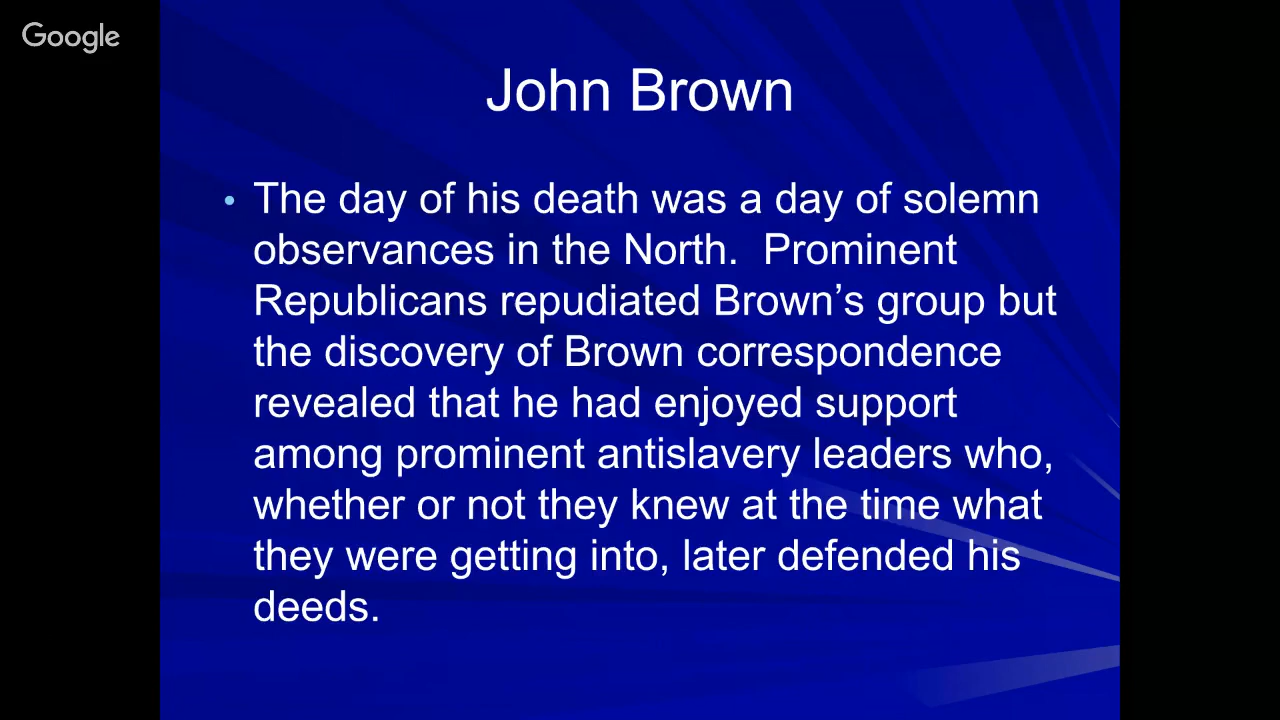 Google
John Brown
• The day of his death was a day of solemn
observances in the North.  Prominent
Republicans repudiated Brown’s group but
the discovery of Brown correspondence
revealed that he had enjoyed support
among prominent antislavery leaders who,
whether or not they knew at the time what
they were getting into, later defended his
deeds.